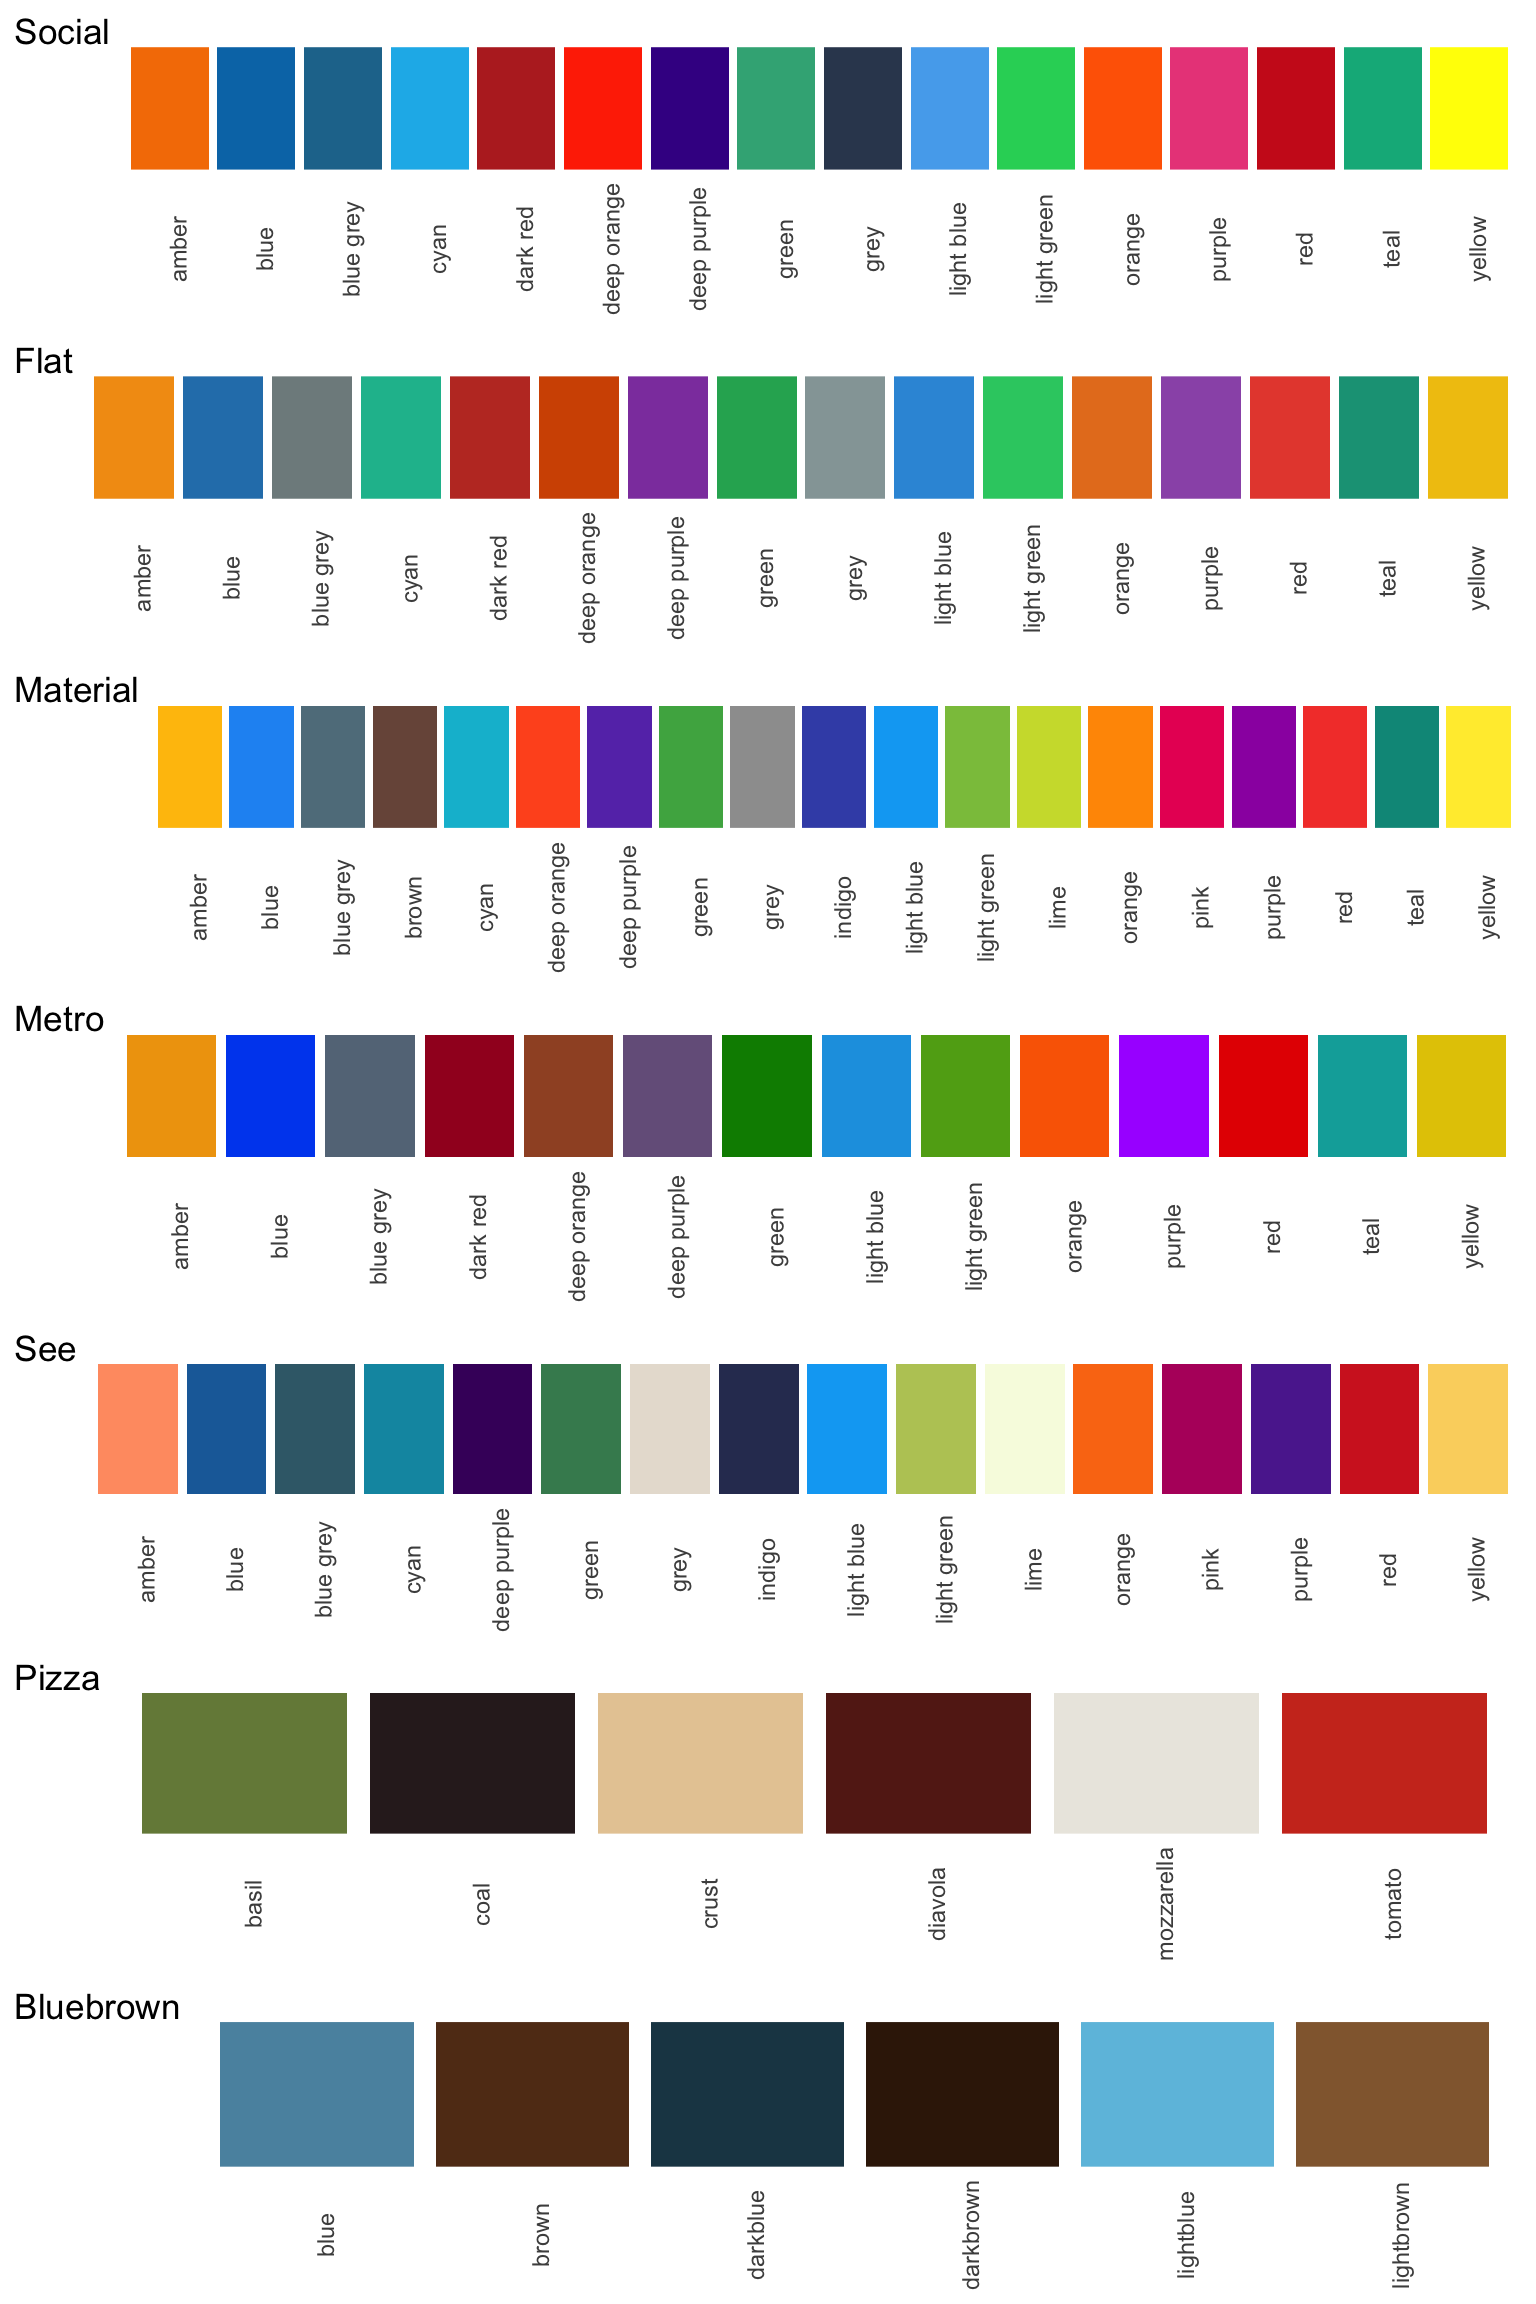 Social
amber
blue
blue grey
cyan
dark red
deep orange
deep purple
green
grey
light blue
light green
orange
purple
red
teal
yellow
Flat
amber
blue
blue grey
cyan
dark red
deep orange
deep purple
green
grey
light blue
light green
orange
purple
red
teal
yellow
Material
amber
blue
blue grey
brown
cyan
deep orange
deep purple
green
grey
indigo
light blue
light green
lime
orange
pink
purple
red
teal
yellow
Metro
amber
blue
blue grey
dark red
deep orange
deep purple
green
light blue
light green
orange
purple
red
teal
yellow
See
amber
blue
blue grey
cyan
deep purple
green
grey
indigo
light blue
light green
lime
orange
pink
purple
red
yellow
Pizza
basil
coal
crust
diavola
mozzarella
tomato
Bluebrown
blue
brown
darkblue
darkbrown
lightblue
lightbrown